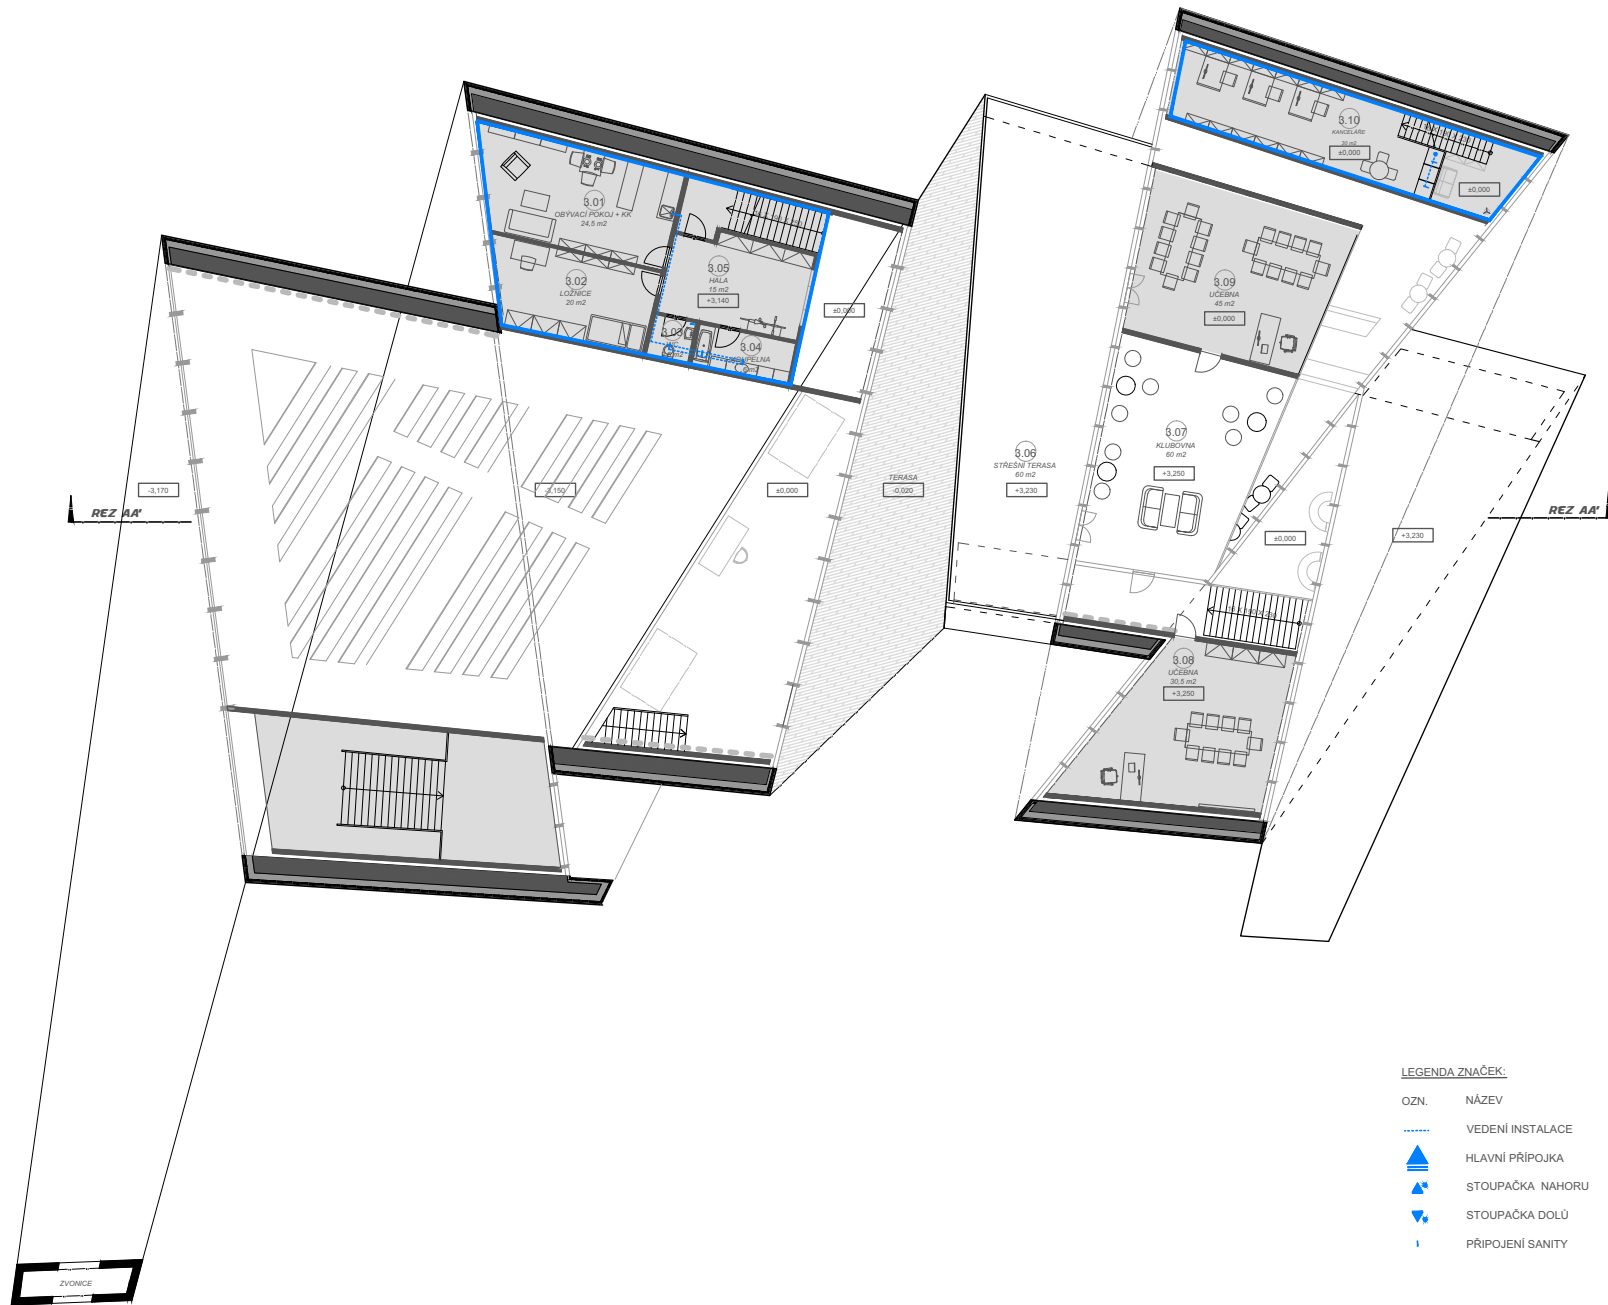 3.10
KANCELÁŘE
30 m2
±0,000
±0,000
3.01
OBÝVACÍ POKOJ + KK
24,5 m2
3.05
HALA
15 m2
+3,140
3.02
LOŽNICE
20 m2
±0,000
3.03
WC
3.04
KOUPELNA
3.09
UČEBNA
45 m2
±0,000
3.07
KLUBOVNA
60 m2
+3,250
3.06
STŘEŠNÍ TERASA
60 m2
+3,230
TERASA
-0,020
-3,170
-3,150
±0,000
±0,000
+3,230
REZ AA'
REZ AA'
3.08
UČEBNA
30,5 m2
+3,250
LEGENDA ZNAČEK:
OZN. NÁZEV
VEDENÍ INSTALACE
HLAVNÍ PŘÍPOJKA
STOUPAČKA NAHORU
STOUPAČKA DOLŮ
PŘIPOJENÍ SANITY
ZVONICE